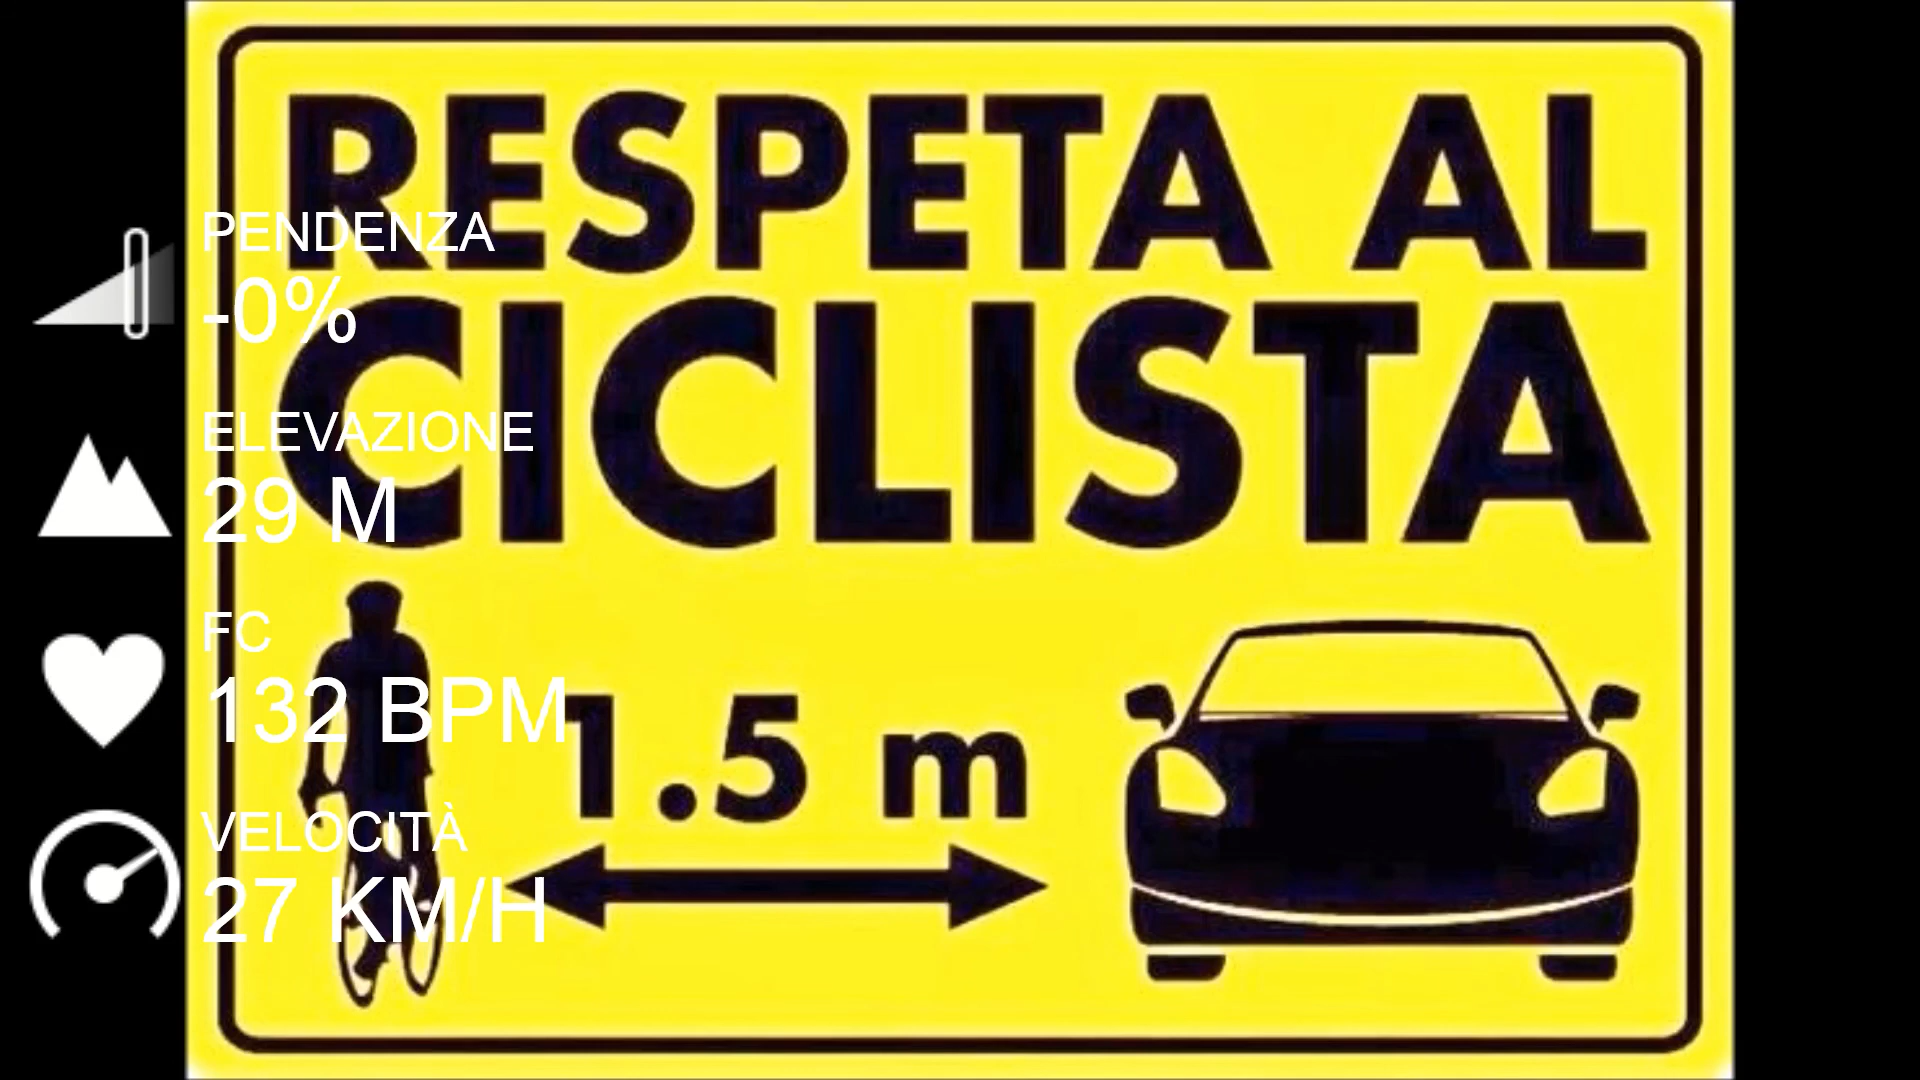 RESPETA AL
CICLISTA
1.5 m
PENDENZA
-0%
ELEVAZIONE
29 M
FC
132 BPM
VELOCITÀ
27 KM/H